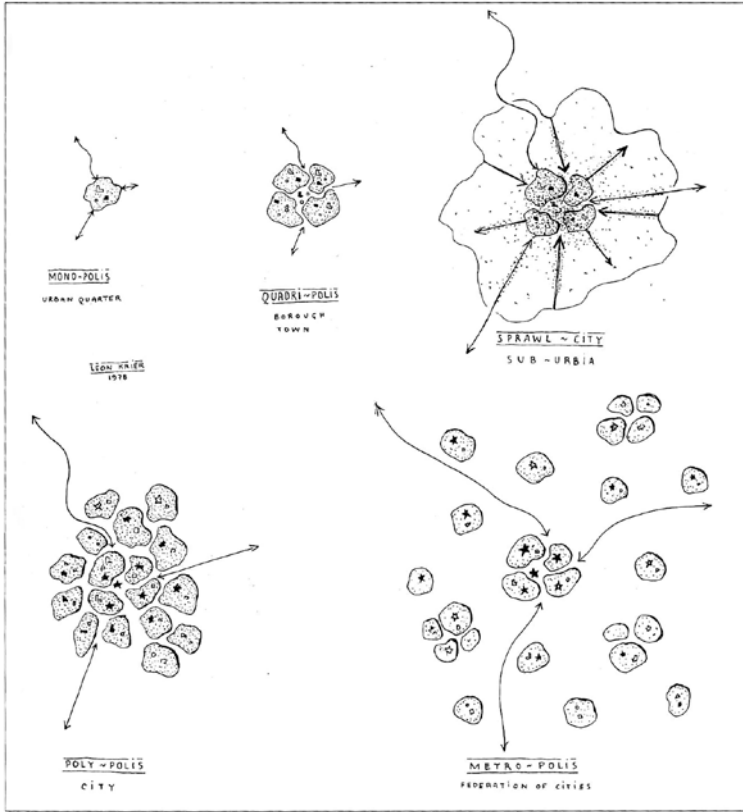 MONO-POLIS
URBAN QUARTER
QUADRI~POLIS
BOROUGH
TOWN
SPRAWL~CITY
SUB~URBIA
LÉON KRIER
1978
POLY~POLIS
CITY
METRO-POLIS
FEDERATION OF CITIES